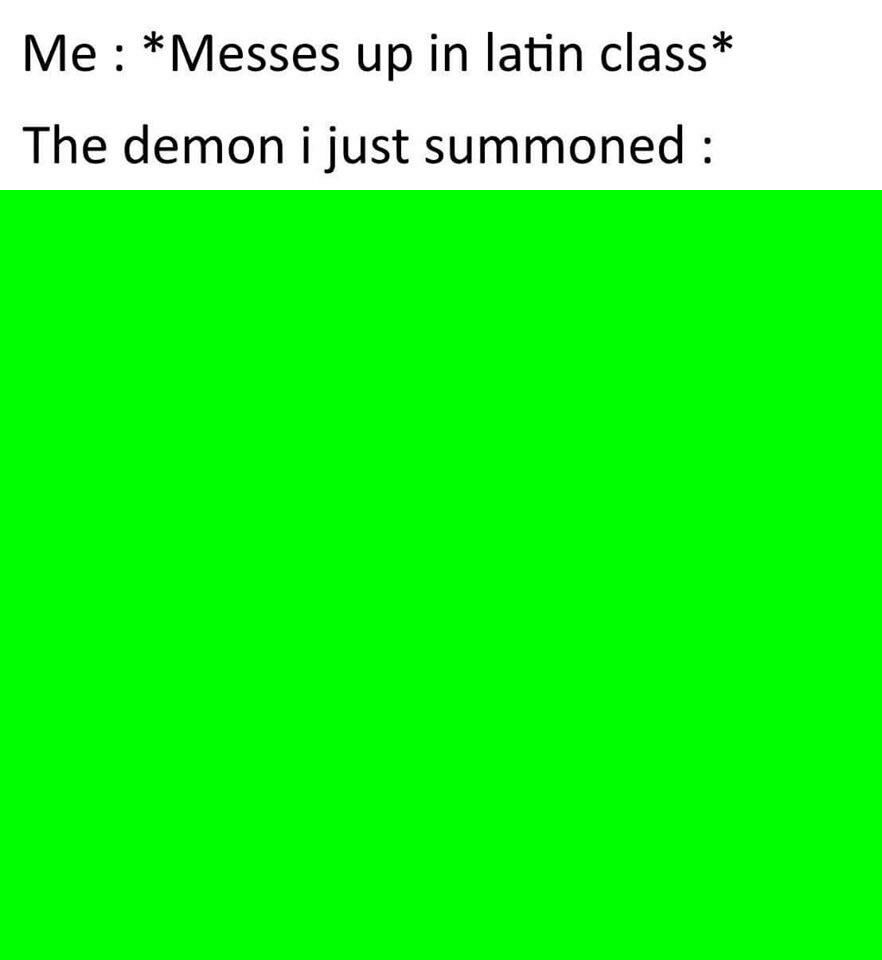 Me : *Messes up in latin class*
The demon i just summoned :